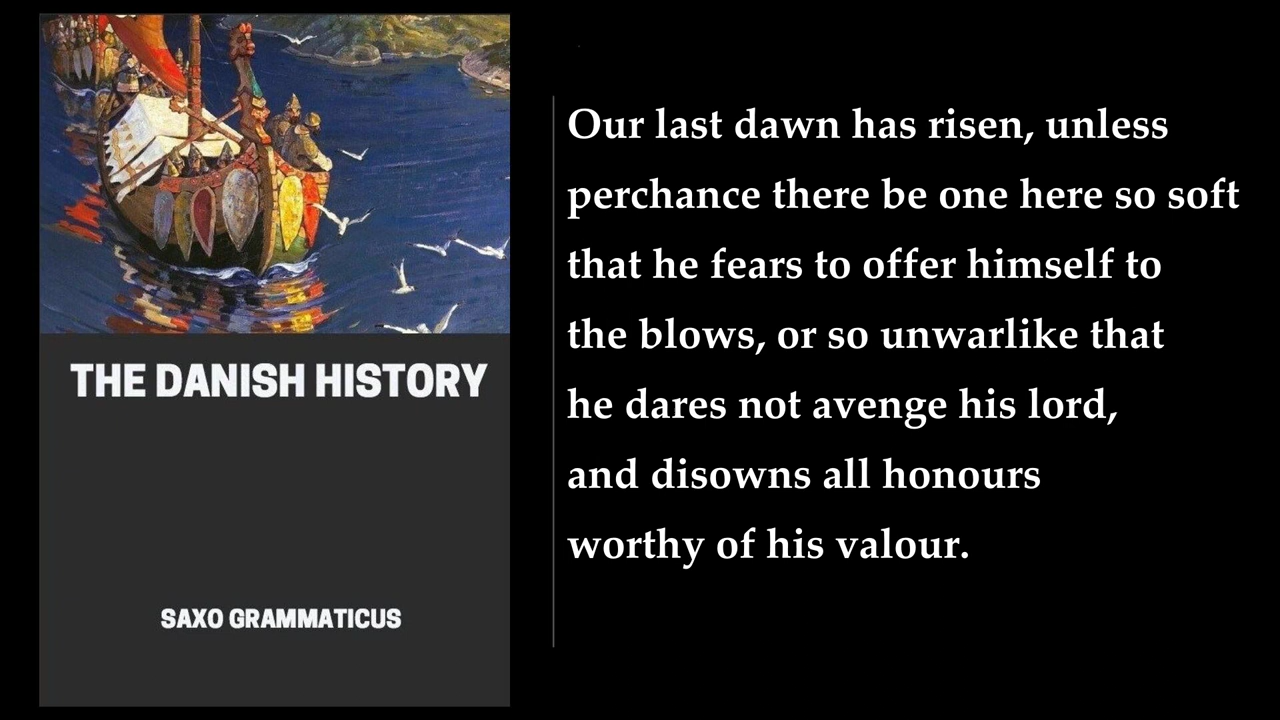 THE DANISH HISTORY
SAXO GRAMMATICUS
Our last dawn has risen, unless
perchance there be one here so soft
that he fears to offer himself to
the blows, or so unwarlike that
he dares not avenge his lord,
and disowns all honours
worthy of his valour.